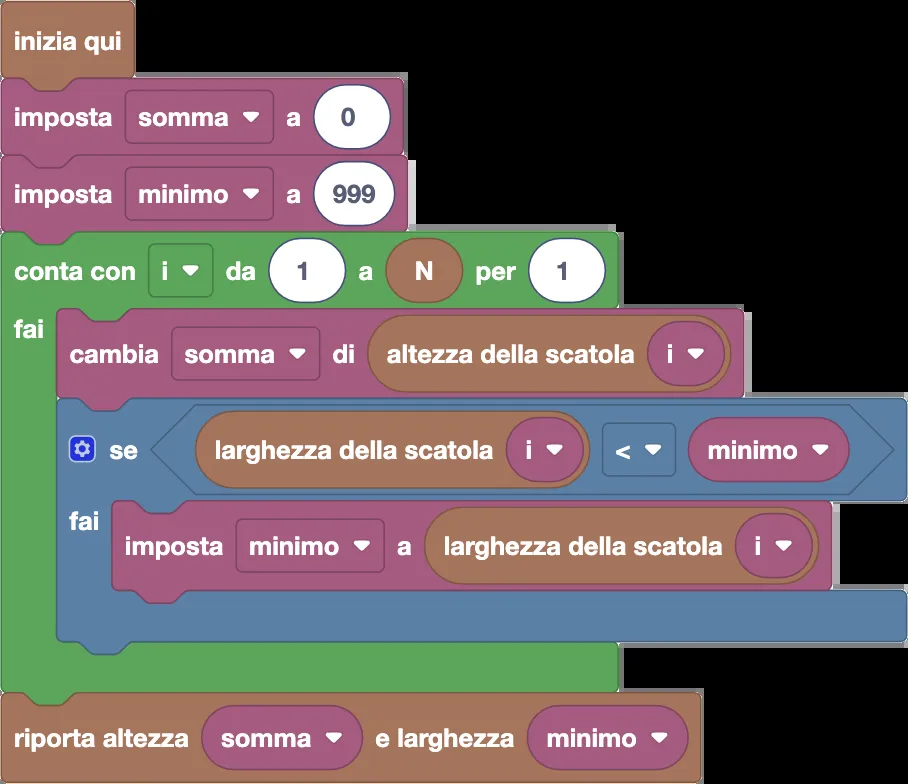 inizia qui
imposta somma a 0
imposta minimo a 999
conta con i da 1 a N per 1
fai cambia somma di altezza della scatola i
se larghezza della scatola i < minimo
fai imposta minimo a larghezza della scatola i
riporta altezza somma e larghezza minimo